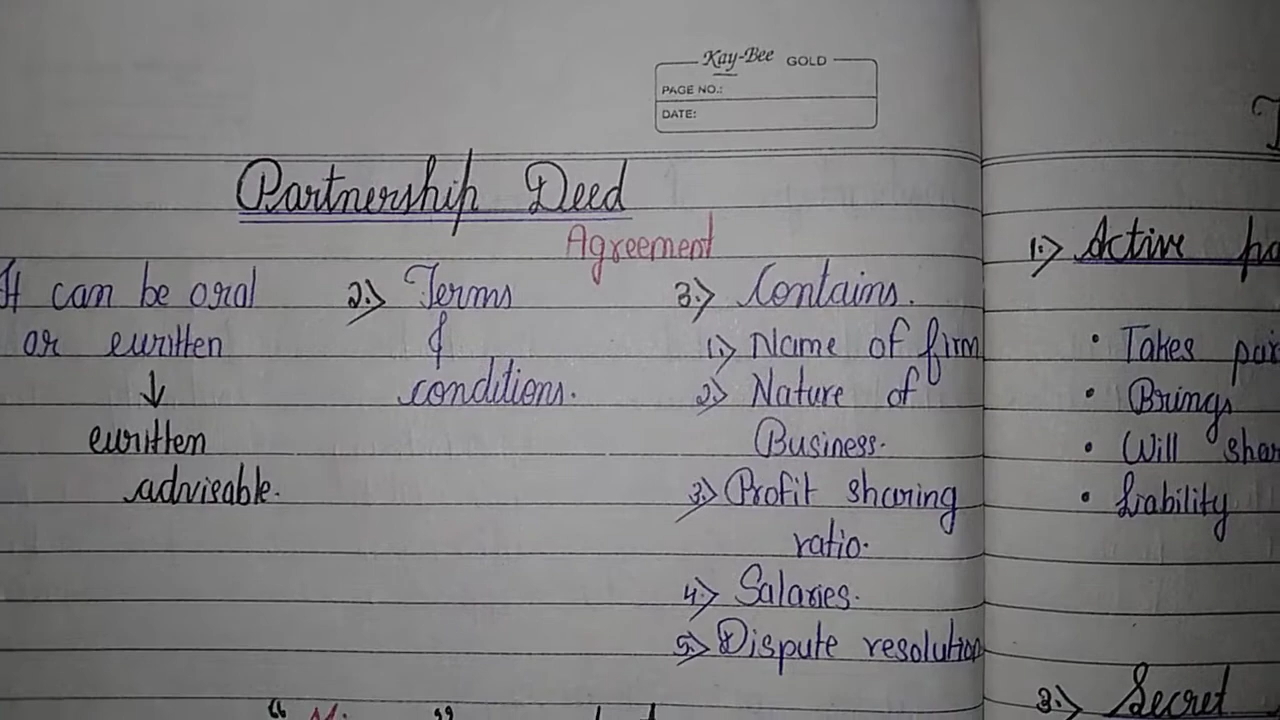 Kay-Bee GOLD
PAGE NO.:
DATE:
Partnership Deed
Agreement
It can be oral
or written
↓
written
advisable.
2.) Terms
&
conditions.
3.) Contains.
1.) Name of firm
2.) Nature of
Business.
3.) Profit sharing
ratio.
4.) Salaries.
5.) Dispute resolution
1.) Active
• Takes
• Brings
• Will
• Liability
3.) Secret